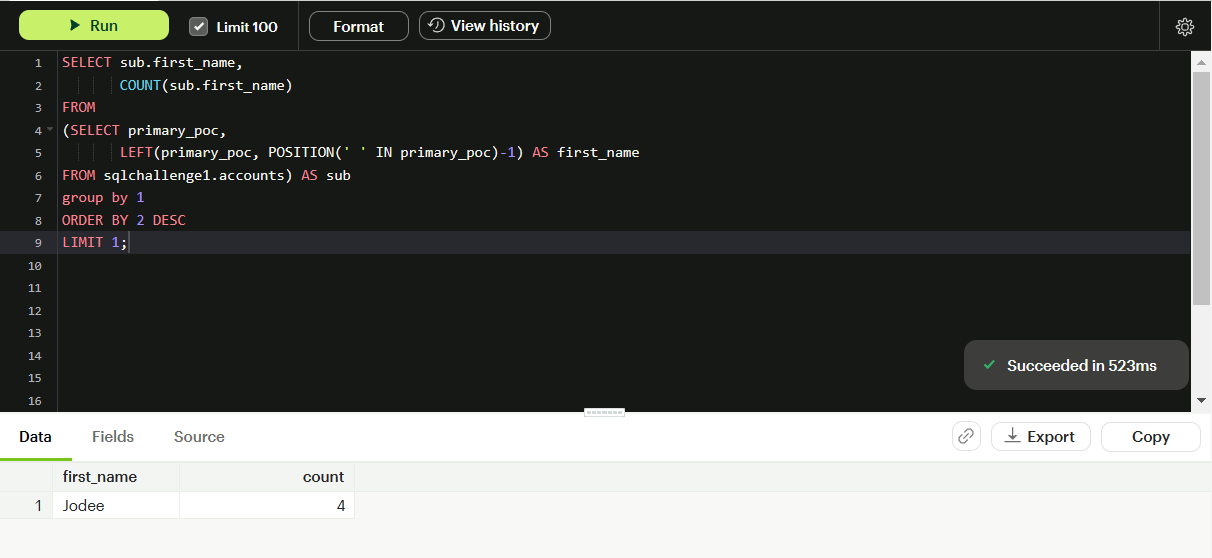 Run Limit 100 Format View history
1 SELECT sub.first_name,
2 COUNT(sub.first_name)
3 FROM
4 (SELECT primary_poc,
5 LEFT(primary_poc, POSITION(' ' IN primary_poc)-1) AS first_name
6 FROM sqlchallenge1.accounts) AS sub
7 group by 1
8 ORDER BY 2 DESC
9 LIMIT 1;
10
11
12
13
14
15
16
Succeeded in 523ms
Data Fields Source Export Copy
first_name count
1 Jodee 4